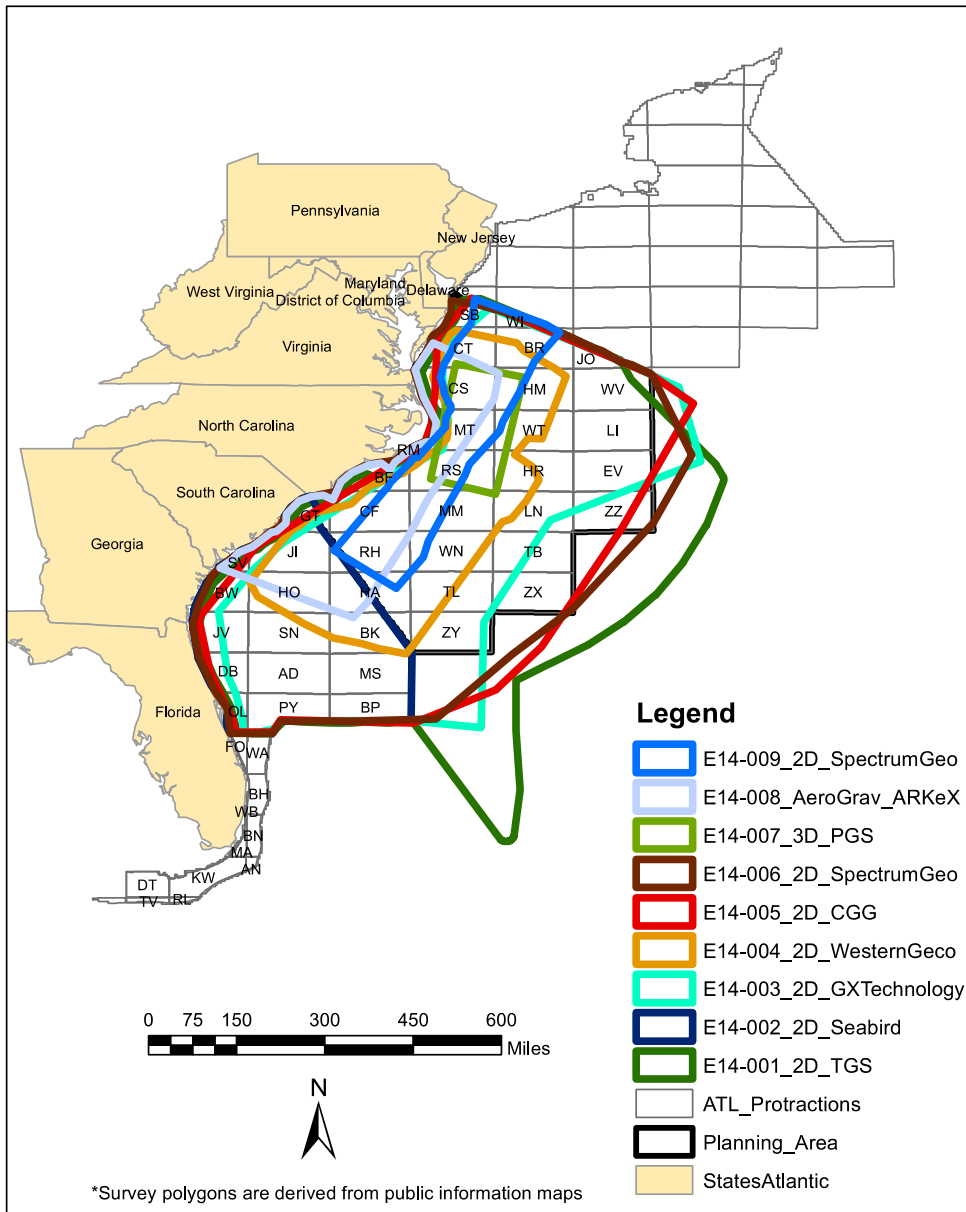 Pennsylvania
New Jersey
Maryland
Delaware
West Virginia
District of Columbia
SB
WI
Virginia
CT
BR
JO
CS
HM
WV
North Carolina
MT
WT
LI
RM
RS
HR
EV
BF
South Carolina
GT
CF
MM
LN
ZZ
Georgia
JI
RH
WN
TB
SV
BW
HO
RA
TL
ZX
JV
SN
BK
ZY
DB
AD
MS
Florida
OL
PY
BP
FO
WA
BH
WB
BN
MA
AN
KW
DT
TV
RL
Legend
E14-009_2D_SpectrumGeo
E14-008_AeroGrav_ARKeX
E14-007_3D_PGS
E14-006_2D_SpectrumGeo
E14-005_2D_CGG
E14-004_2D_WesternGeco
E14-003_2D_GXTechnology
E14-002_2D_Seabird
E14-001_2D_TGS
ATL_Protractions
Planning_Area
StatesAtlantic
0 75 150 300 450 600
Miles
N
*Survey polygons are derived from public information maps